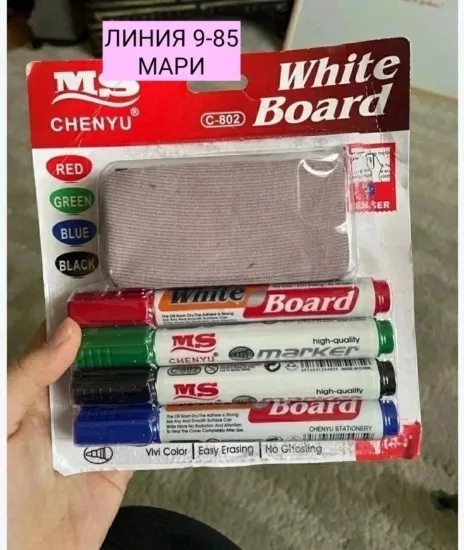 ЛИНИЯ 9-85
МАРИ
MS
CHENYU®
C-802
White
Board
RED
GREEN
BLUE
BLACK
White Board
MS
CHENYU
high-quality
marker
MS
high-quality
Board
CHENYU STATIONERY
Vivi Color | Easy Erasing | No Ghosting